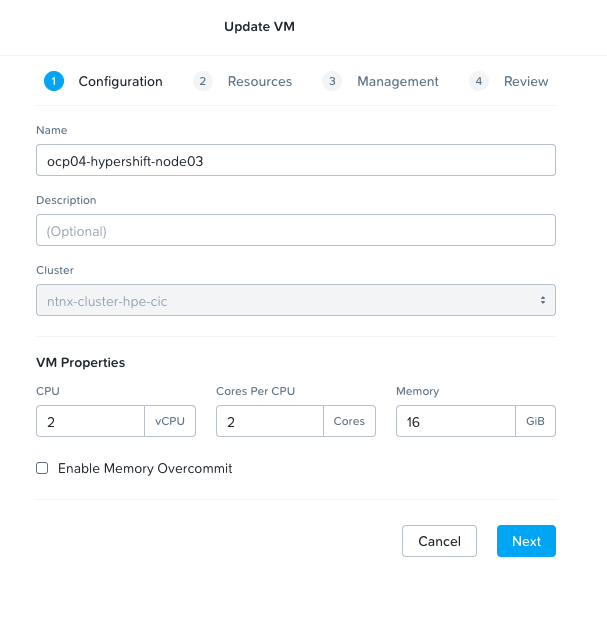 Update VM
1 Configuration 2 Resources 3 Management 4 Review
Name
ocp04-hypershift-node03
Description
(Optional)
Cluster
ntnx-cluster-hpe-cic
VM Properties
CPU Cores Per CPU Memory
2 vCPU 2 Cores 16 GiB
Enable Memory Overcommit
Cancel Next